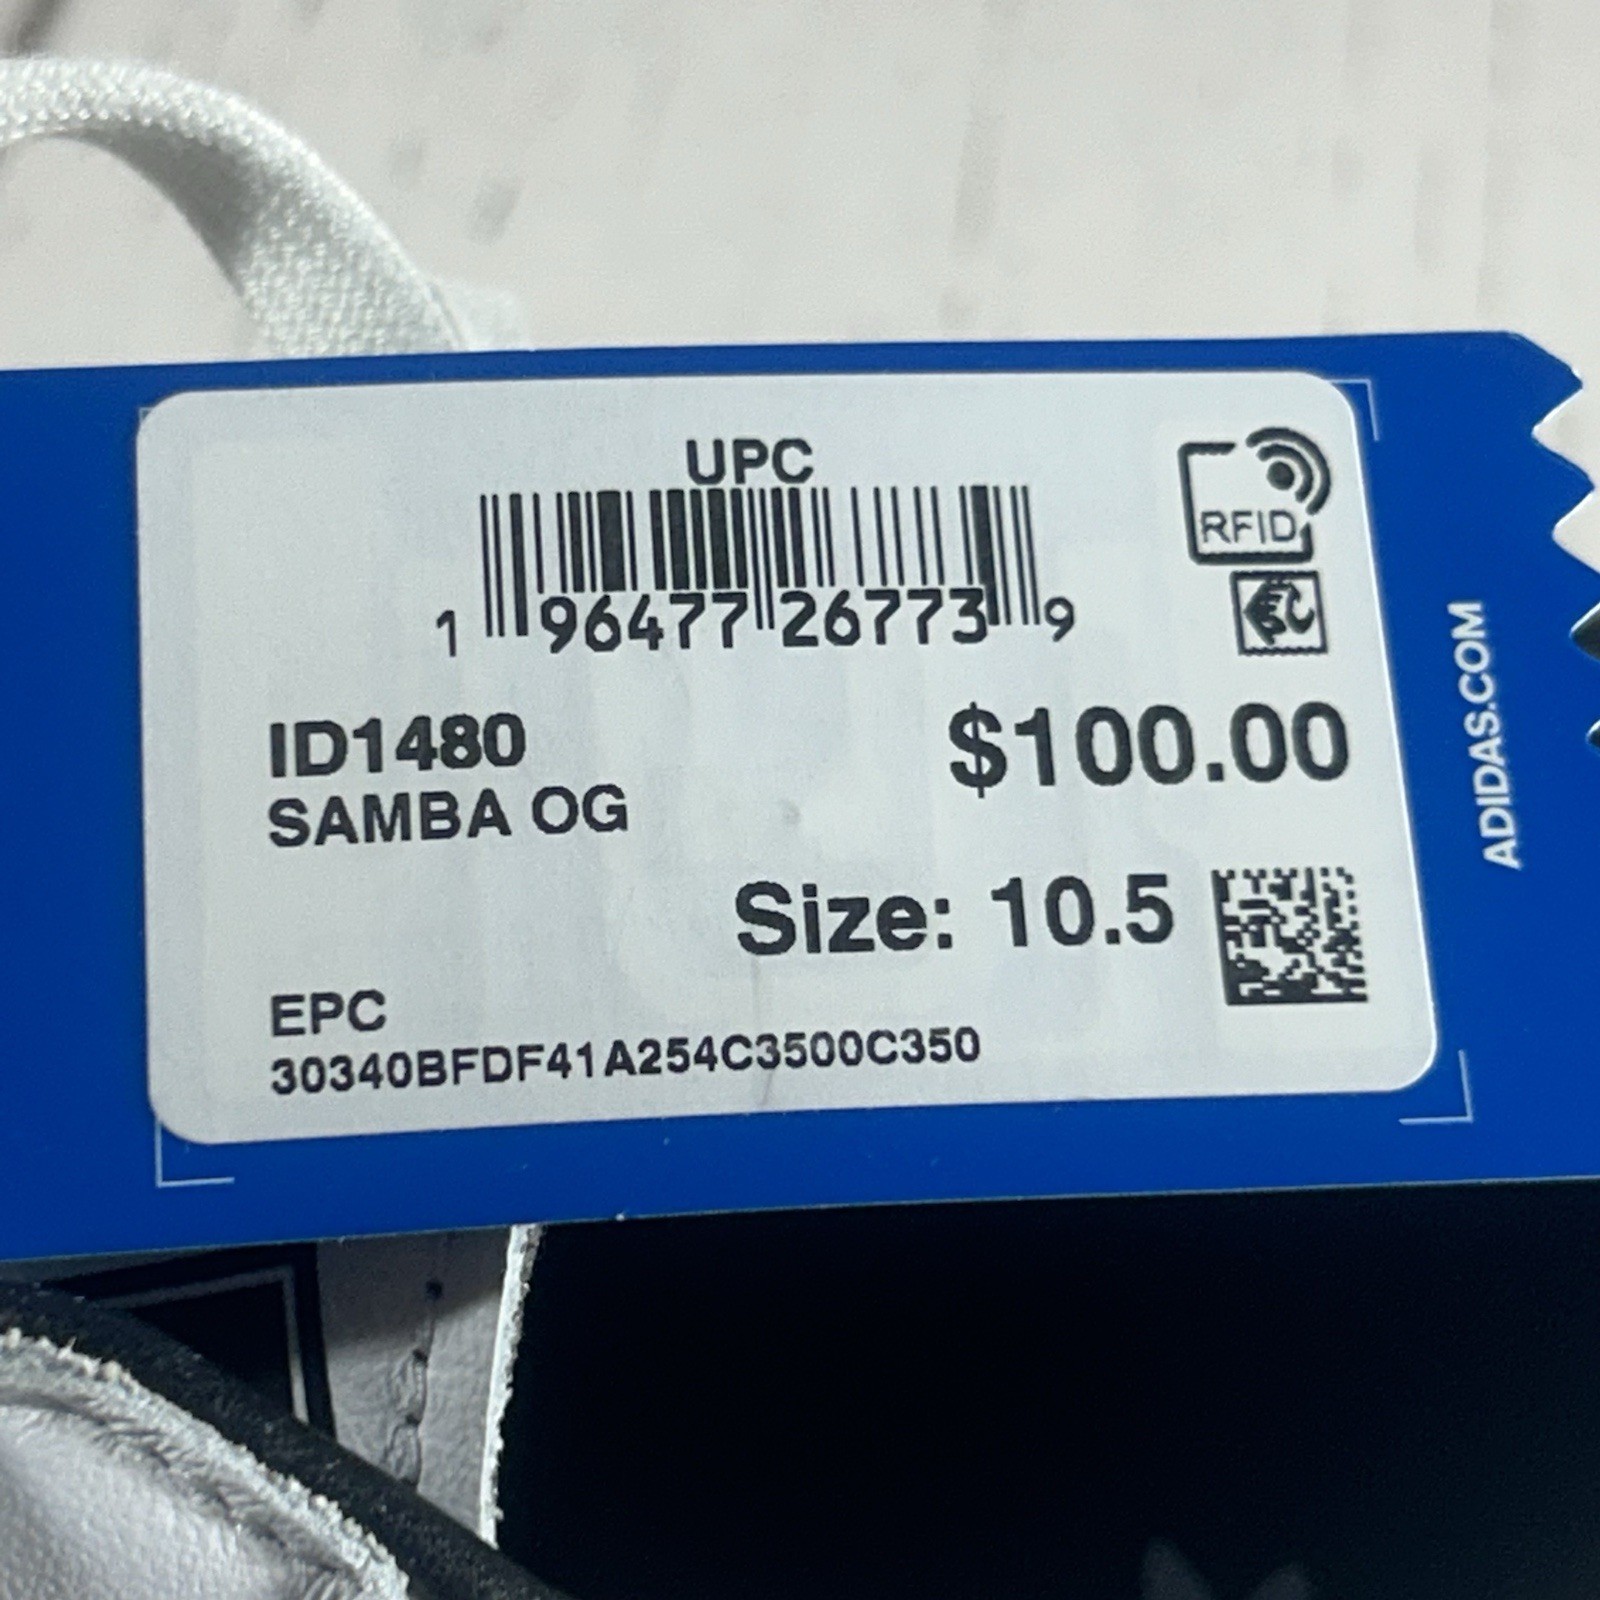 UPC
1 96477 26773 9
RFID
ID1480
$100.00
SAMBA OG
Size: 10.5
EPC
30340BFDF41A254C3500C350
ADIDAS.COM